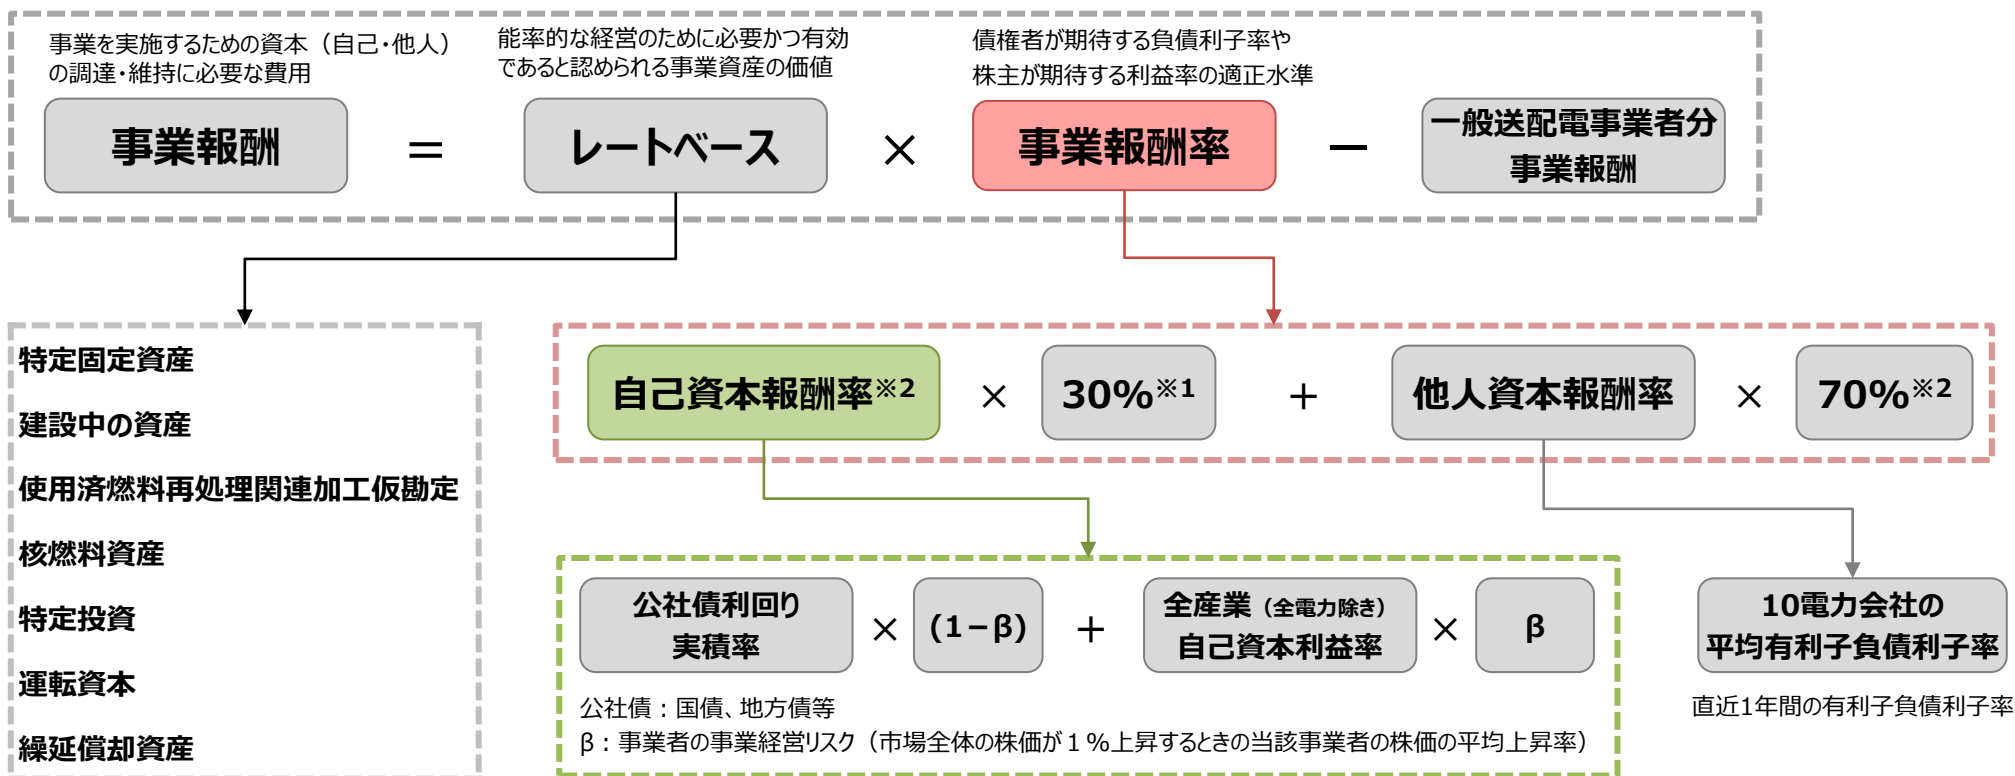 事業を実施するための資本（自己・他人）
の調達・維持に必要な費用
能率的な経営のために必要かつ有効
であると認められる事業資産の価値
債権者が期待する負債利子率や
株主が期待する利益率の適正水準
事業報酬
＝
レートベース
×
事業報酬率
－
一般送配電事業者分
事業報酬
特定固定資産
建設中の資産
使用済燃料再処理関連加工仮勘定
核燃料資産
特定投資
運転資本
繰延償却資産
自己資本報酬率※2
×
30%※1
＋
他人資本報酬率
×
70%※2
公社債利回り
実積率
×
(1－β)
＋
全産業（全電力除き）
自己資本利益率
×
β
公社債：国債、地方債等
β：事業者の事業経営リスク（市場全体の株価が１%上昇するときの当該事業者の株価の平均上昇率）
10電力会社の
平均有利子負債利子率
直近1年間の有利子負債利子率